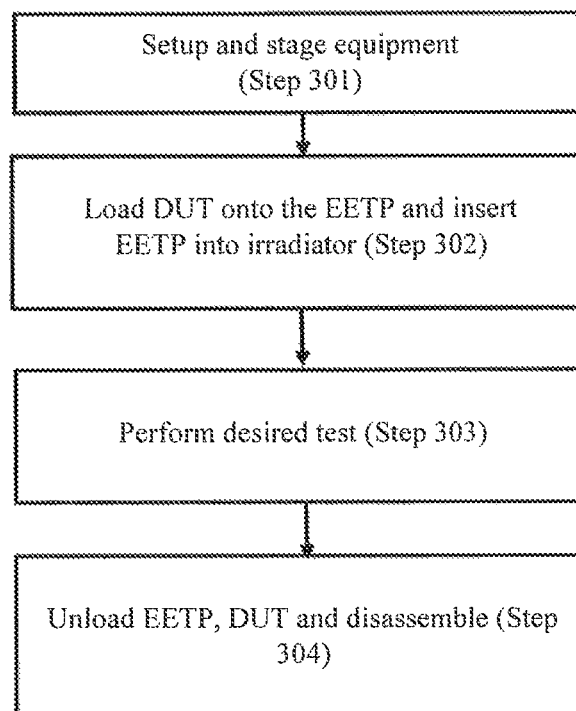 Setup and stage equipment
(Step 301)
Load DUT onto the EETP and insert
EETP into irradiator (Step 302)
Perform desired test (Step 303)
Unload EETP, DUT and disassemble (Step
304)